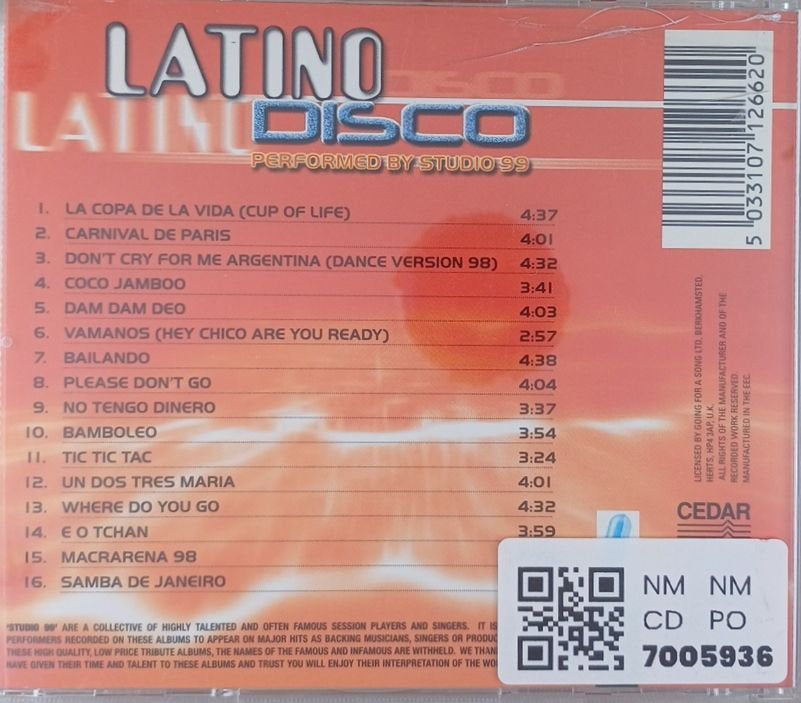 LATINO
DISCO
PERFORMED BY STUDIO 99
1. LA COPA DE LA VIDA (CUP OF LIFE) 4:37
2. CARNIVAL DE PARIS 4:01
3. DON'T CRY FOR ME ARGENTINA (DANCE VERSION 98) 4:32
4. COCO JAMBOO 3:41
5. DAM DAM DEO 4:03
6. VAMANOS (HEY CHICO ARE YOU READY) 2:57
7. BAILANDO 4:38
8. PLEASE DON'T GO 4:04
9. NO TENGO DINERO 3:37
10. BAMBOLEO 3:54
11. TIC TIC TAC 3:24
12. UN DOS TRES MARIA 4:01
13. WHERE DO YOU GO 4:32
14. E O TCHAN 3:59
15. MACRARENA 98
16. SAMBA DE JANEIRO
'STUDIO 99' ARE A COLLECTIVE OF HIGHLY TALENTED AND OFTEN FAMOUS SESSION PLAYERS AND SINGERS. IT IS
PERFORMERS RECORDED ON THESE ALBUMS TO APPEAR ON MAJOR HITS AS BACKING MUSICIANS, SINGERS OR PRODUC
THESE HIGH QUALITY, LOW PRICE TRIBUTE ALBUMS, THE NAMES OF THE FAMOUS AND INFAMOUS ARE WITHHELD. WE THAN
HAVE GIVEN THEIR TIME AND TALENT TO THESE ALBUMS AND TRUST YOU WILL ENJOY THEIR INTERPRETATION OF THE WO
5 033107 126620
LICENSED BY GOING FOR A SONG LTD, BERKHAMSTED,
HERTS, HP4 3AP, U.K.
ALL RIGHTS OF THE MANUFACTURER AND OF THE
RECORDED WORK RESERVED
MANUFACTURED IN THE EEC
CEDAR
NM NM
CD PO
7005936